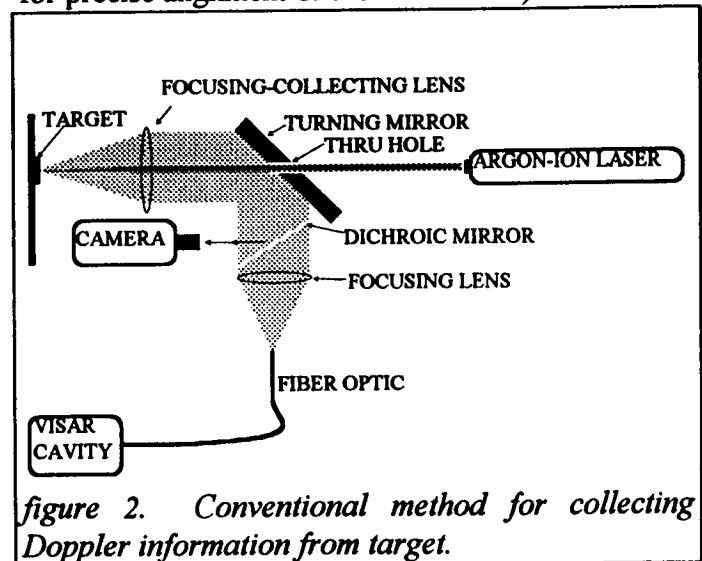 FOCUSING-COLLECTING LENS
TARGET
TURNING MIRROR
THRU HOLE
ARGON-ION LASER
CAMERA
DICHROIC MIRROR
FOCUSING LENS
FIBER OPTIC
VISAR
CAVITY
figure 2. Conventional method for collecting
Doppler information from target.